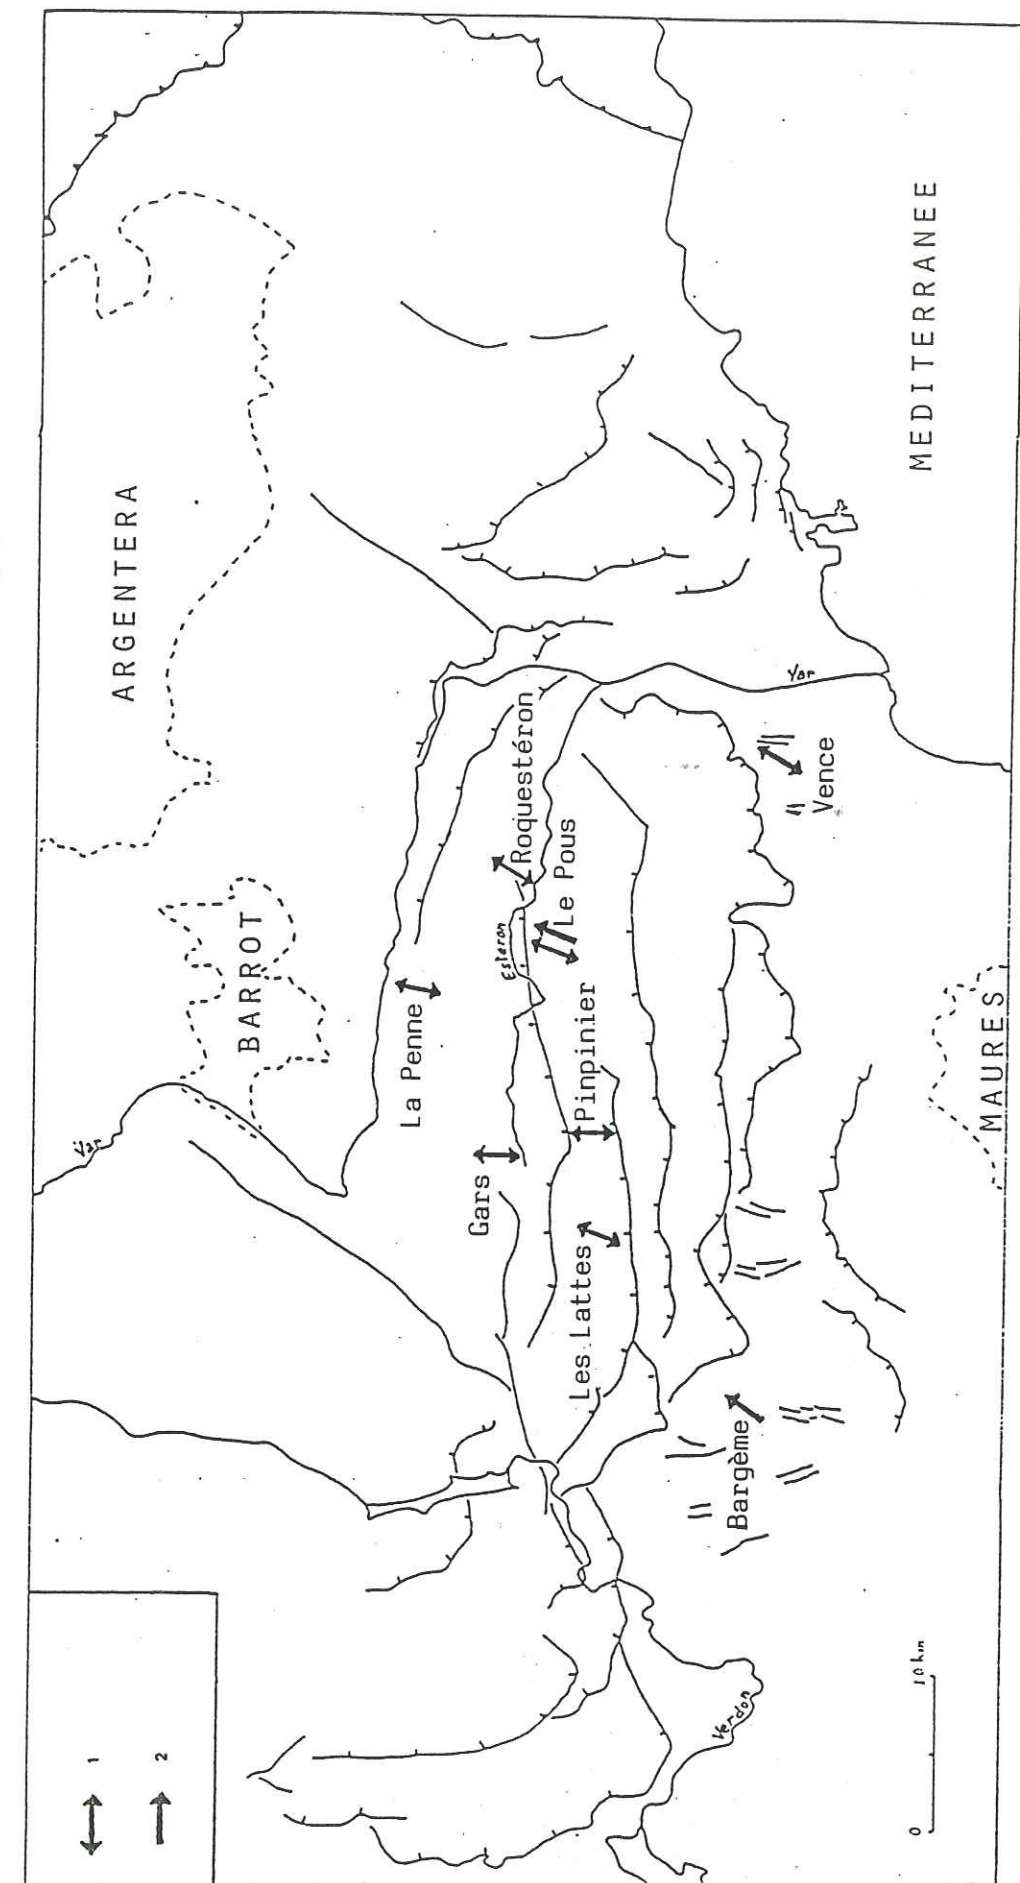 ARGENTERA
BARROT
Var
La Penne
Gars
Esteron
Roquestéron
Le Pous
Pinpinier
Les Lattes
Var
Vence
Bargème
Verdon
MEDITERRANEE
MAURES
1
2
0 10 km